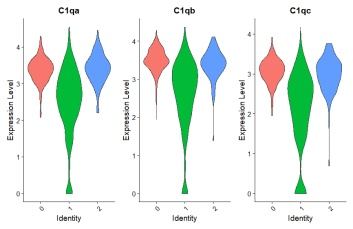 C1qa
C1qb
C1qc
Expression Level
4
3
2
1
0
0
1
2
Identity
Expression Level
4
3
2
1
0
0
1
2
Identity
Expression Level
4
3
2
1
0
0
1
2
Identity